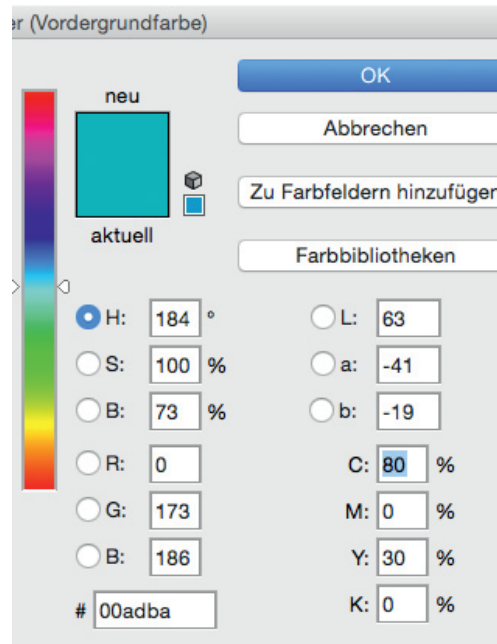 er (Vordergrundfarbe)
OK
neu
Abbrechen
Zu Farbfeldern hinzufügen
aktuell
Farbbibliotheken
H: 184 ° L: 63
S: 100 % a: -41
B: 73 % b: -19
R: 0 C: 80 %
G: 173 M: 0 %
B: 186 Y: 30 %
# 00adba K: 0 %